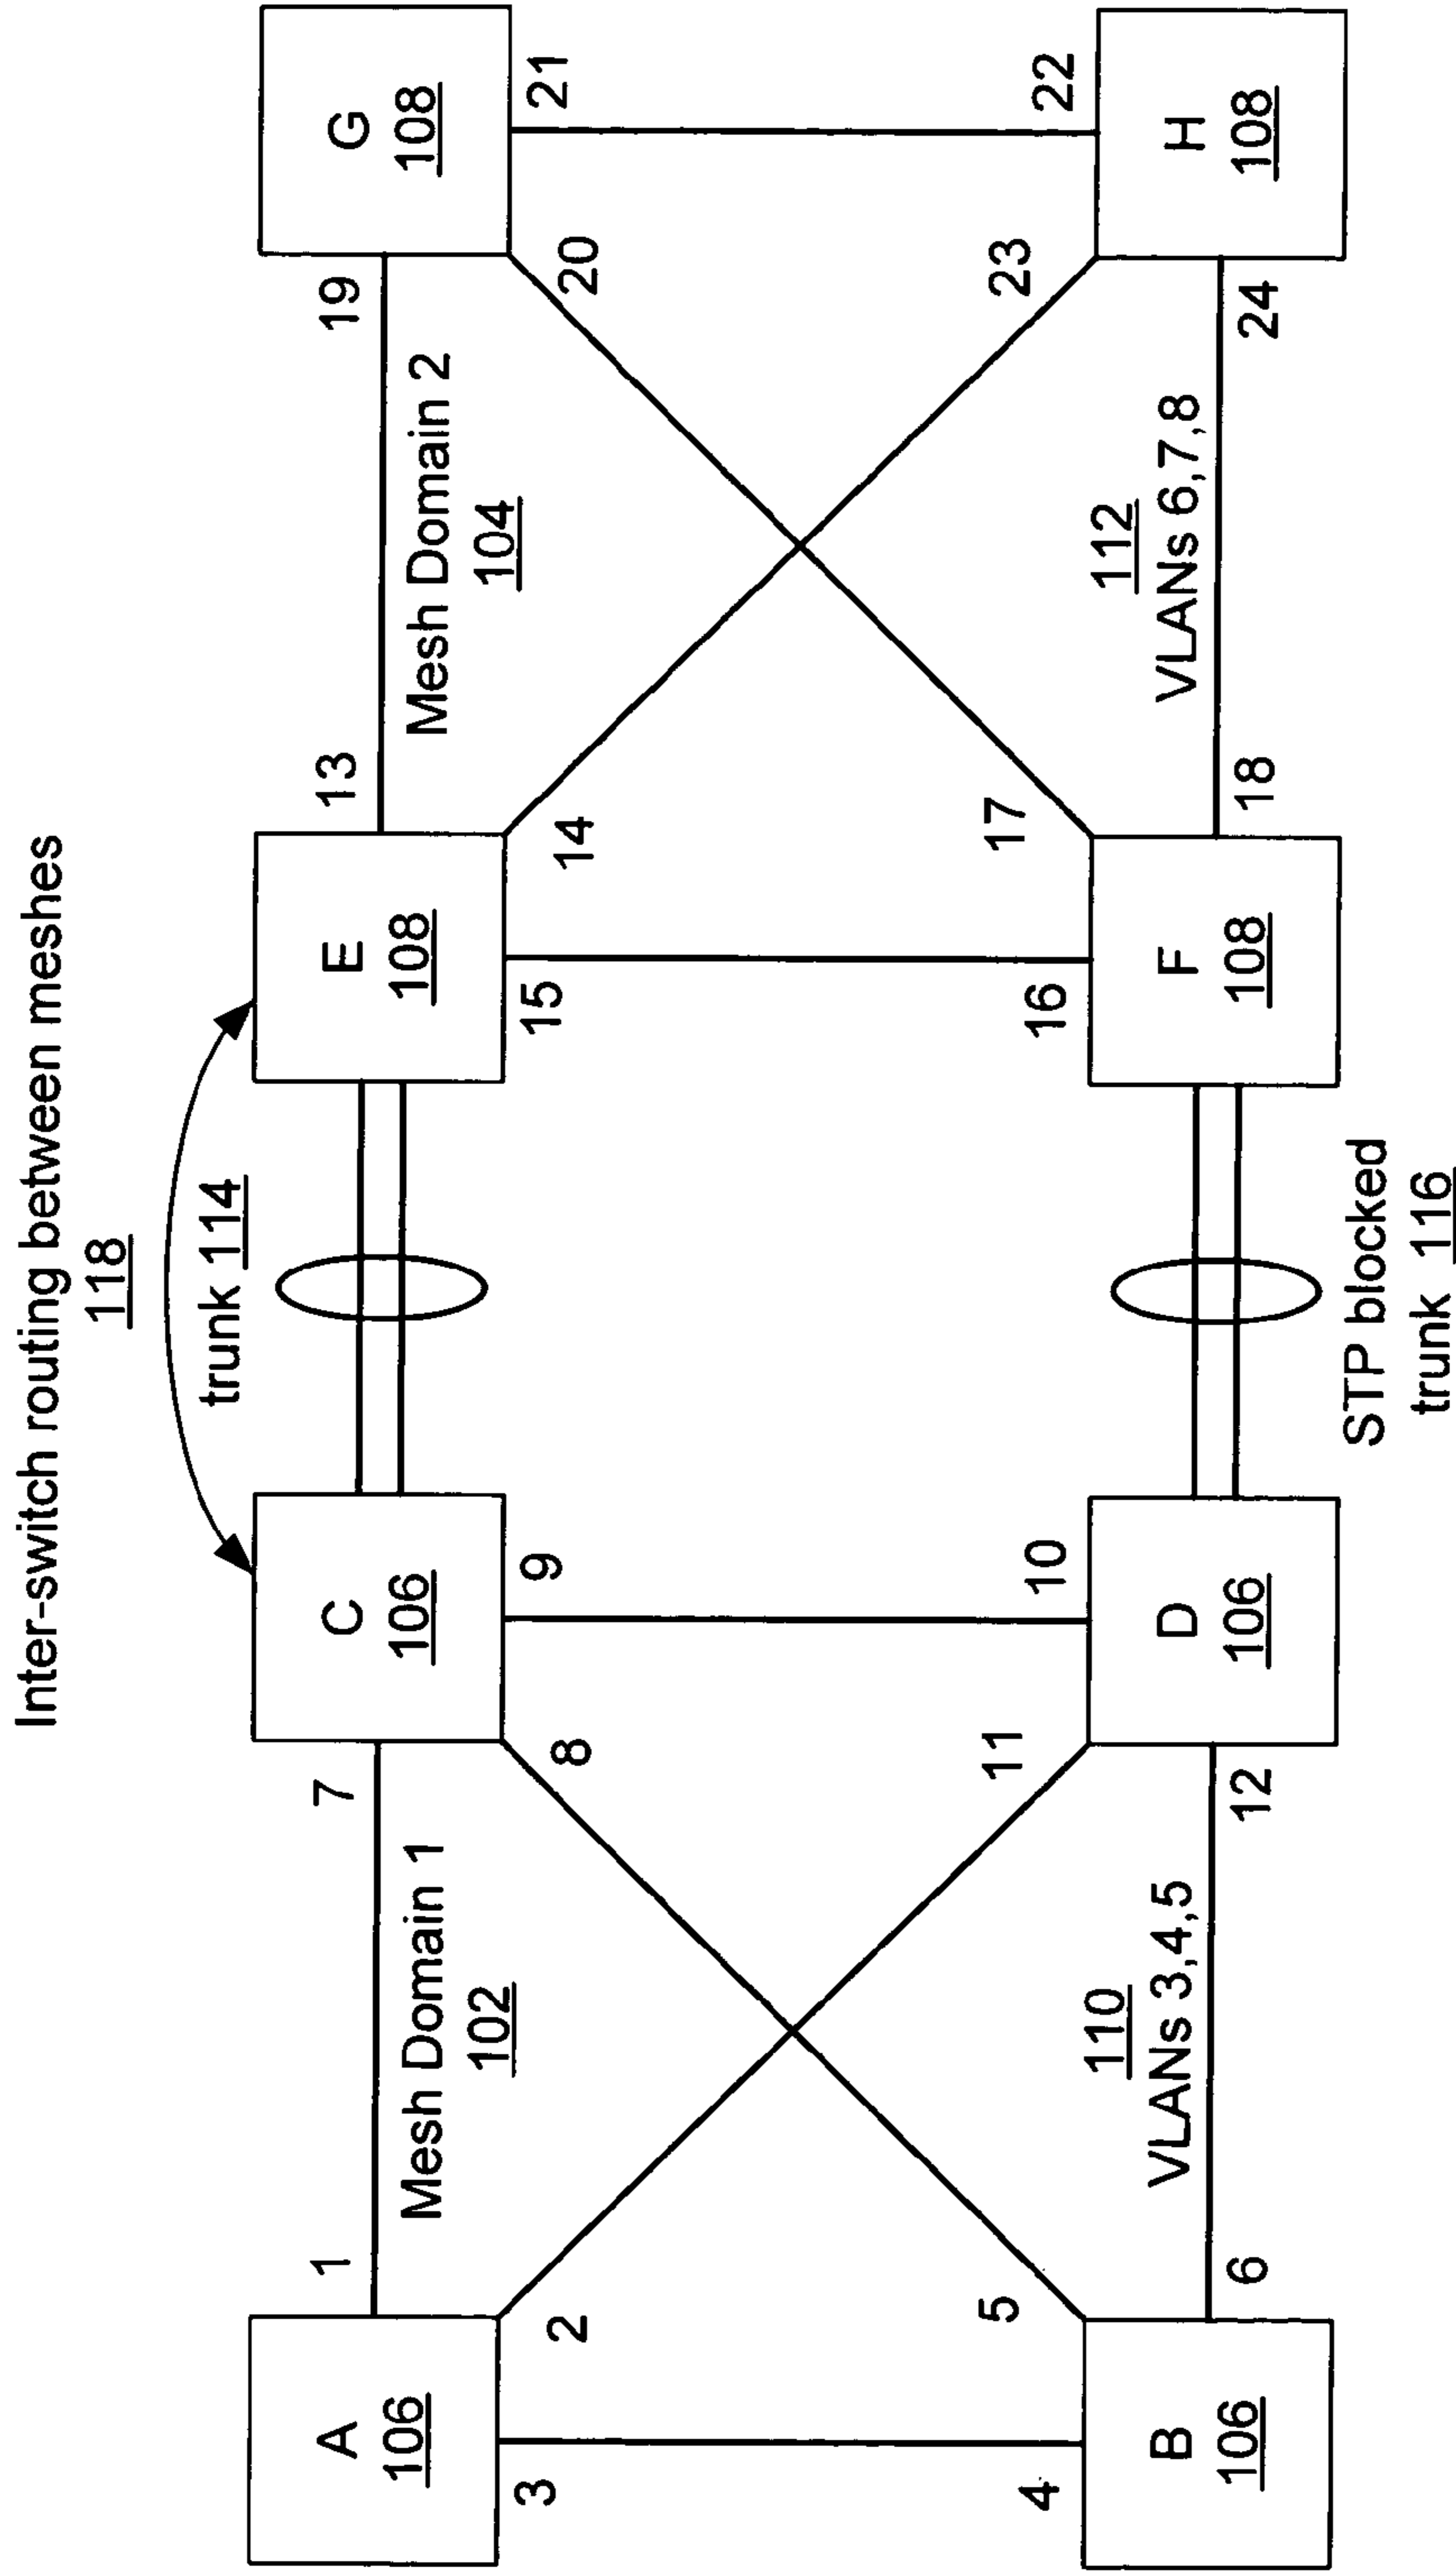 Inter-switch routing between meshes
118
trunk 114
A
106
1
7
C
106
E
108
13
19
G
108
3
2
Mesh Domain 1
102
8
9
15
14
Mesh Domain 2
104
20
21
4
5
110
VLANs 3,4,5
11
10
16
17
112
VLANs 6,7,8
23
22
B
106
6
12
D
106
F
108
18
24
H
108
STP blocked
trunk 116